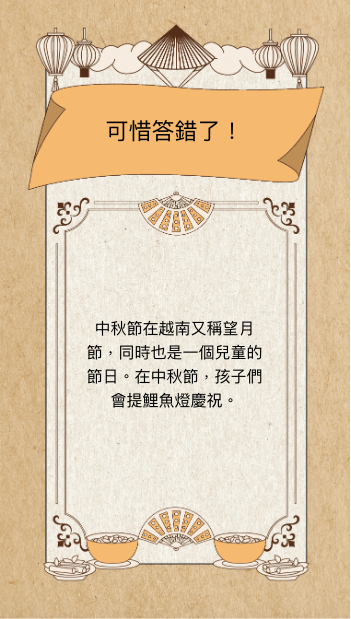 可惜答錯了！
中秋節在越南又稱望月
節，同時也是一個兒童的
節日。在中秋節，孩子們
會提鯉魚燈慶祝。